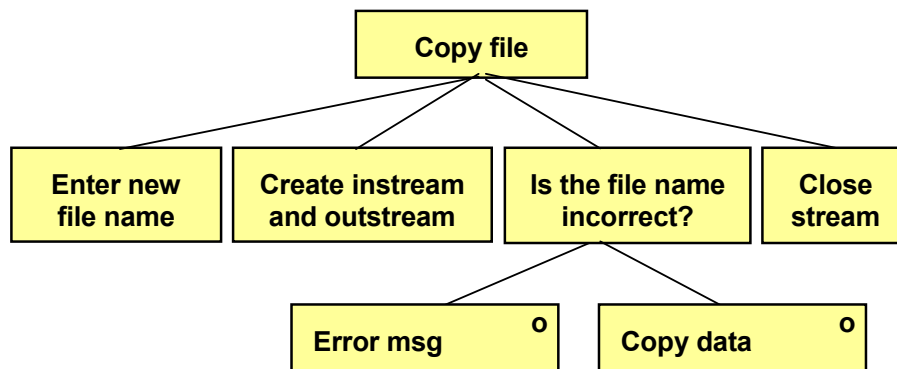 Copy file
Enter new
file name
Create instream
and outstream
Is the file name
incorrect?
Close
stream
Error msg
o
Copy data
o